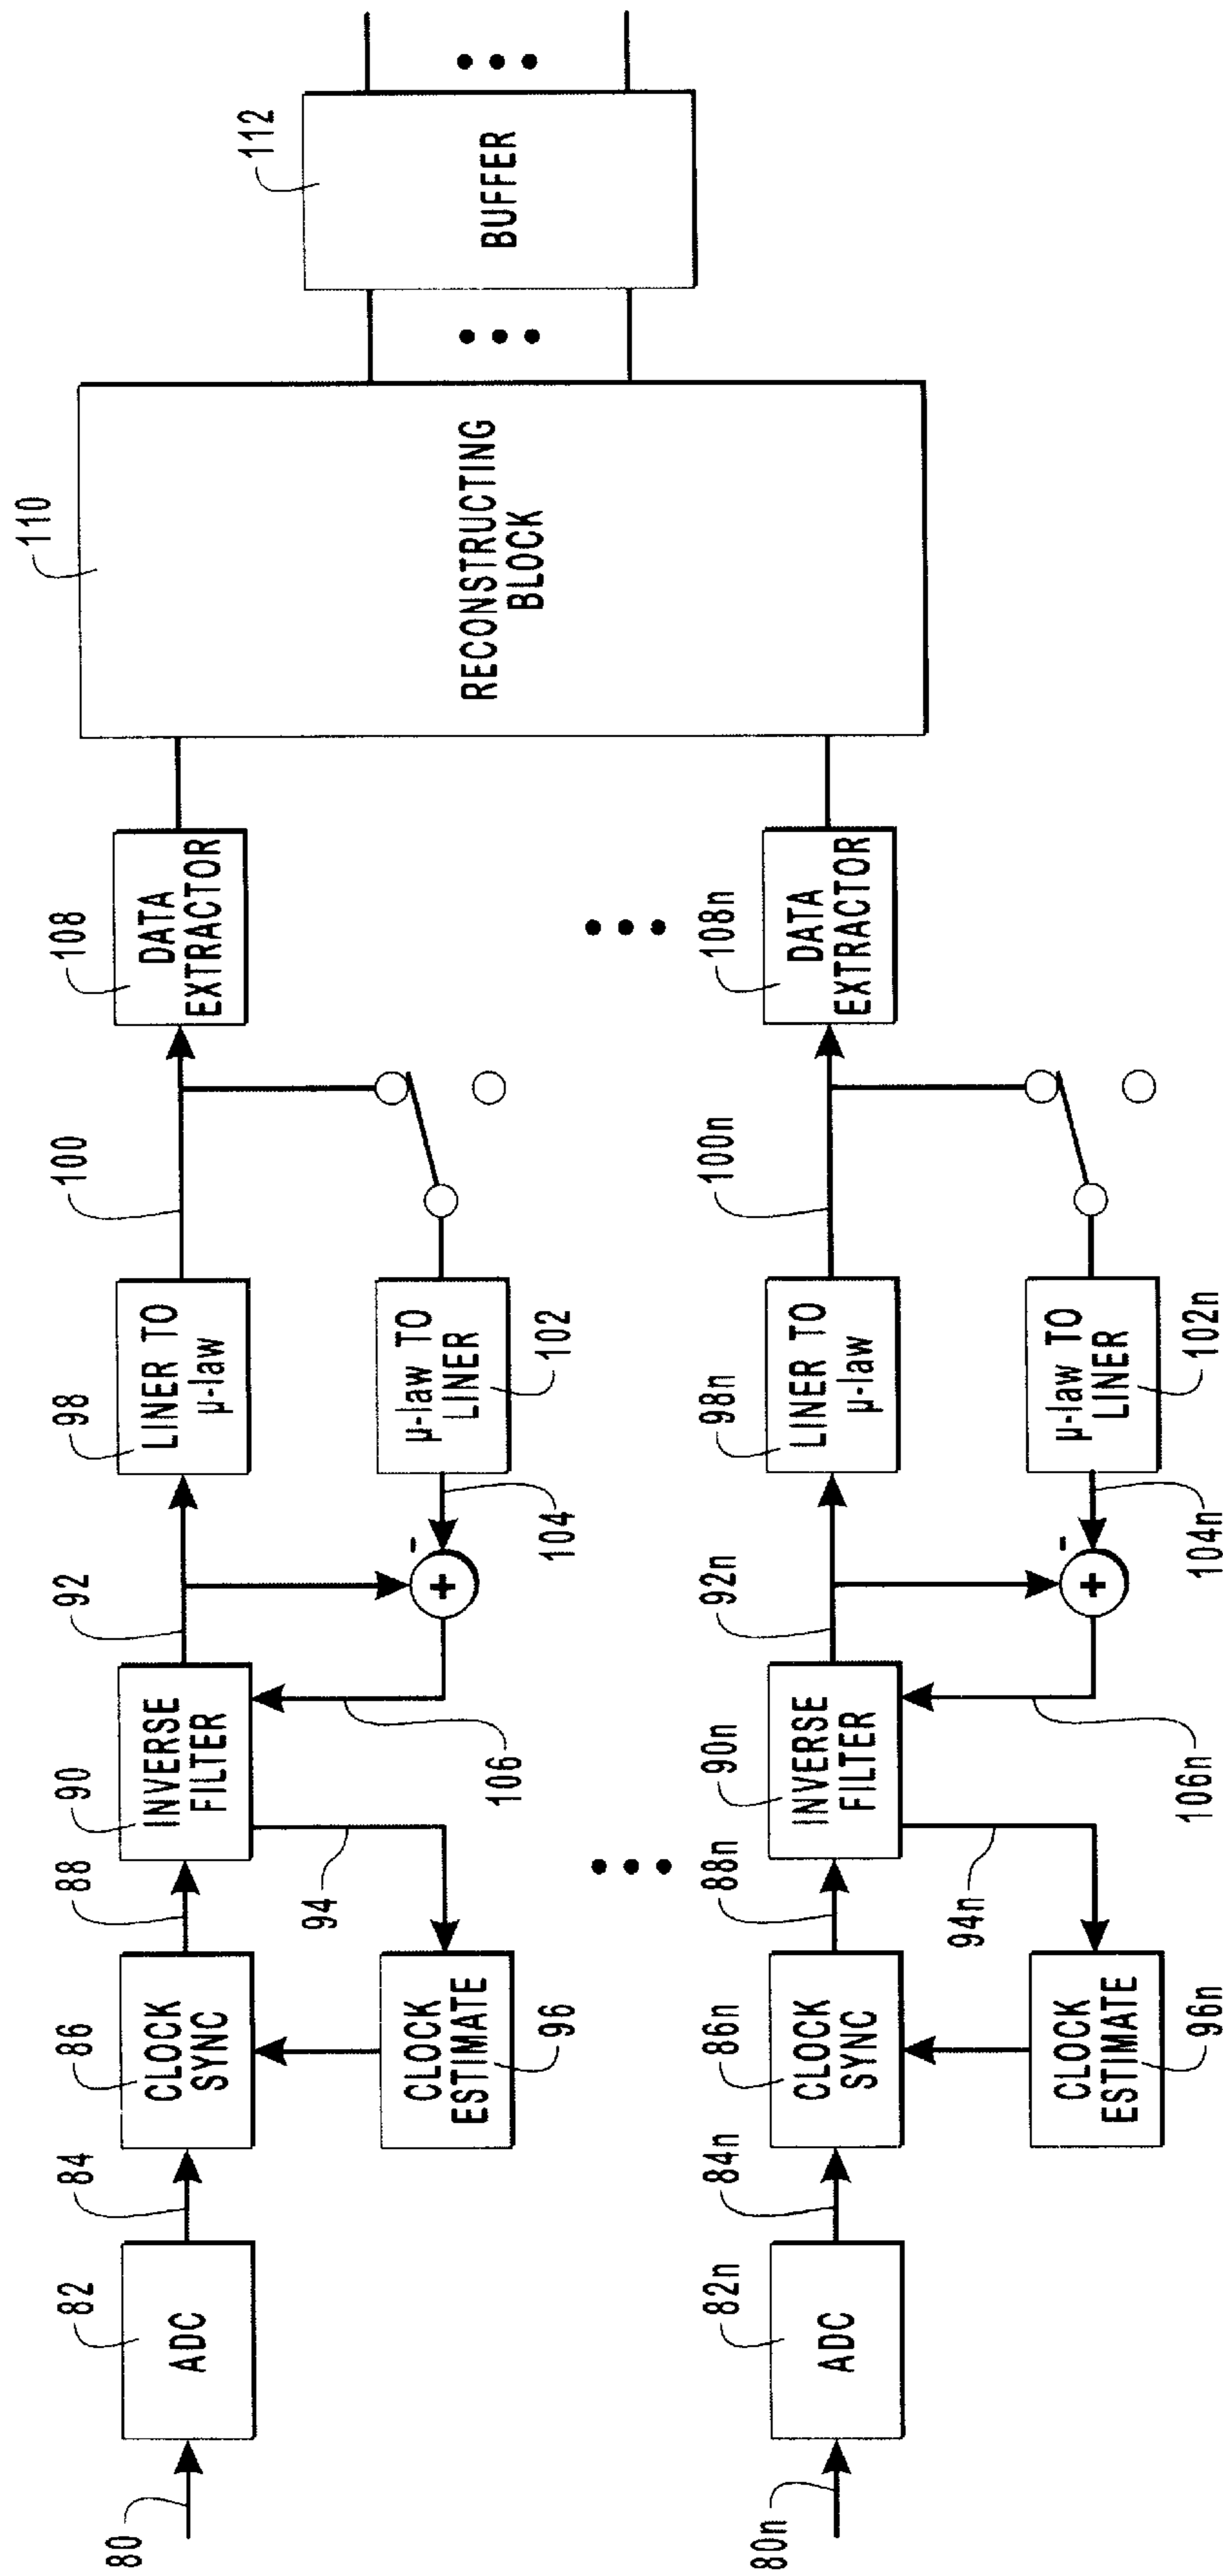 80
82
ADC
84
86
CLOCK
SYNC
88
90
INVERSE
FILTER
92
94
CLOCK
ESTIMATE
96
98
LINER TO
µ-law
100
µ-law TO
LINER
102
104
-
+
106
108
DATA
EXTRACTOR
110
RECONSTRUCTING
BLOCK
112
BUFFER
80n
82n
ADC
84n
86n
CLOCK
SYNC
88n
90n
INVERSE
FILTER
92n
94n
CLOCK
ESTIMATE
96n
98n
LINER TO
µ-law
100n
µ-law TO
LINER
102n
104n
-
+
106n
108n
DATA
EXTRACTOR